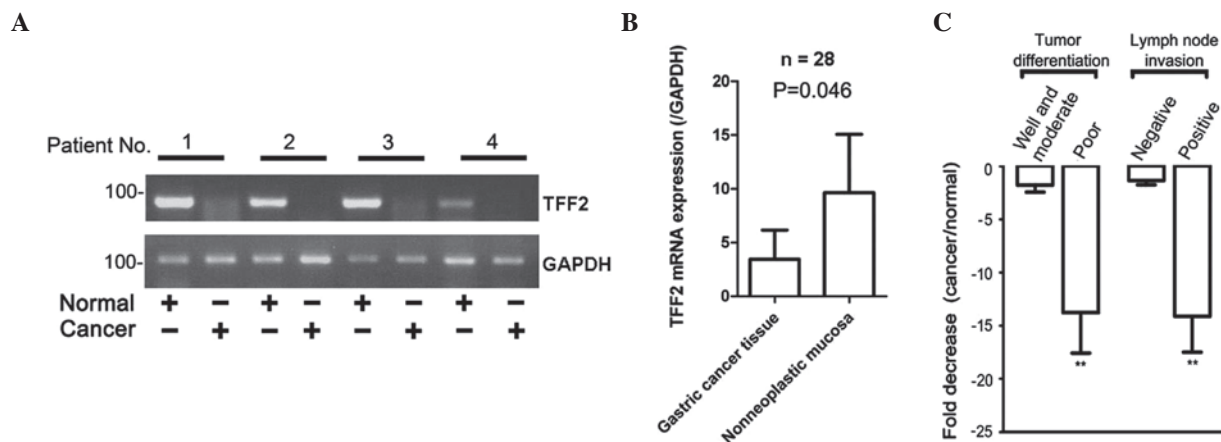 A
Patient No. 1 2 3 4
100-
TFF2
100-
GAPDH
Normal + - + - + - + -
Cancer - + - + - + - +
B
n = 28
P=0.046
TFF2 mRNA expression (/GAPDH)
20
15
10
5
0
Gastric cancer tissue
Nonneoplastic mucosa
C
Tumor
differentiation
Lymph node
invasion
Well and
moderate
Poor
Negative
Positive
Fold decrease (cancer/normal)
0
-5
-10
-15
-20
-25
**
**